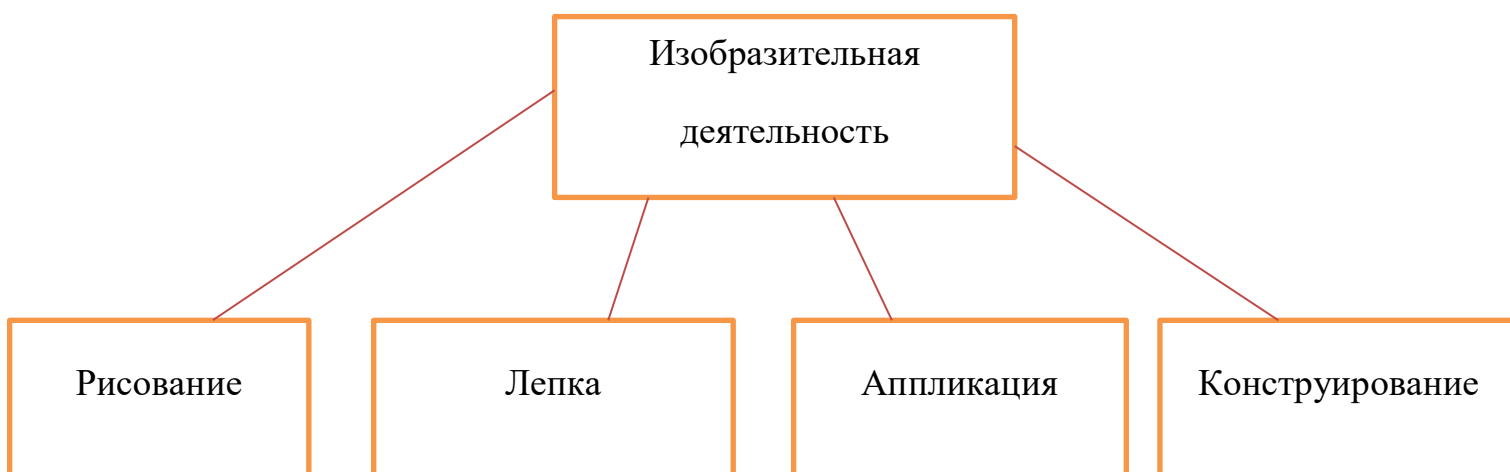 Изобразительная
деятельность
Рисование
Лепка
Аппликация
Конструирование